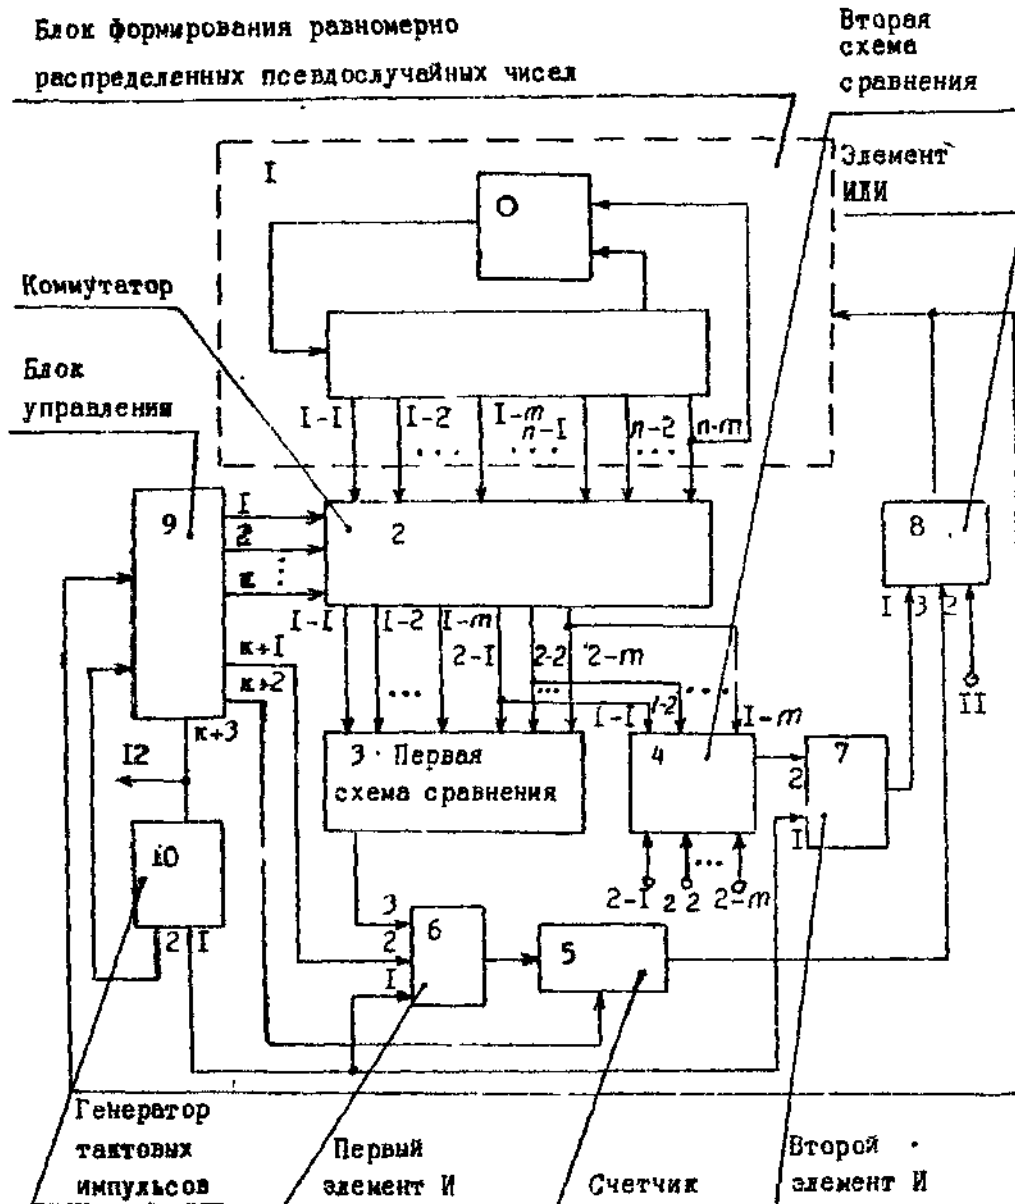 Блок формирования равномерно
распределенных псевдослучайных чисел
Вторая
схема
сравнения
Элемент
ИЛИ
I
O
Коммутатор
Блок
управления
I-I I-2 I-m n-I n-2 n-m
... ...
9
I
2
к
2
8
I 3 2
II
I-I I-2 I-m 2-I 2-2 2-m
... ... ...
к+I
к+2
к+3
I-I I-2 I-m
I2
3 Первая
схема сравнения
4
2
7
I
10
2 I
2-I 2 2 2-m
...
3
2
I
6
5
Генератор
тактовых
импульсов
Первый
элемент И
Счетчик
Второй
элемент И